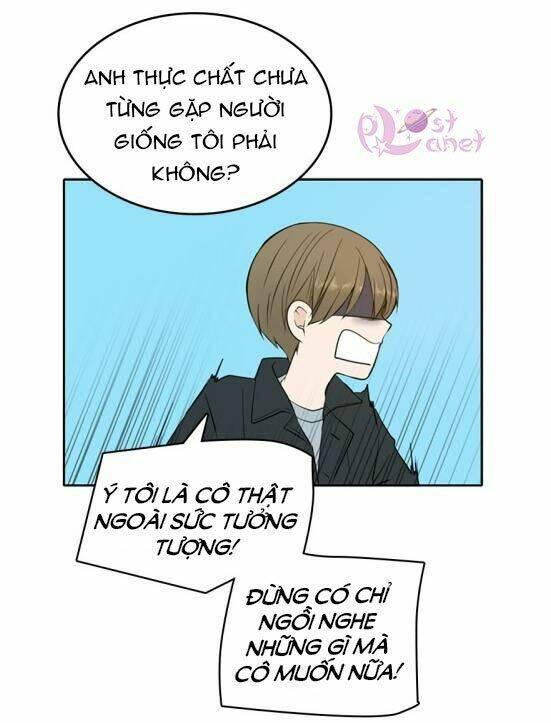 ANH THỰC CHẤT CHƯA
TỪNG GẶP NGƯỜI
GIỐNG TÔI PHẢI
KHÔNG?
Lost
Planet
Ý TÔI LÀ CÔ THẬT
NGOÀI SỨC TƯỞNG
TƯỢNG!
ĐỪNG CÓ CHỈ
NGỒI NGHE
NHỮNG GÌ MÀ
CÔ MUỐN NỮA!